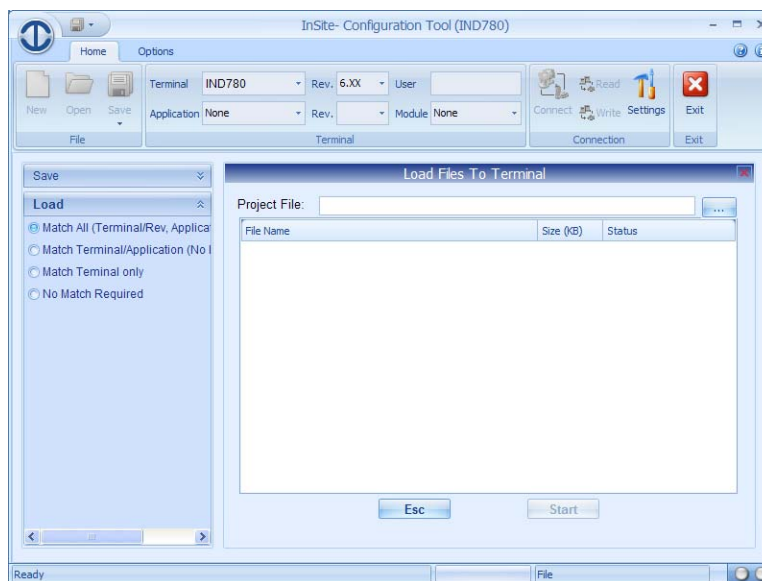 InSite- Configuration Tool (IND780)
Home Options
Terminal IND780 Rev. 6.XX User
Read
New Open Save Connect Write Settings Exit
Application None Rev. Module None
File Terminal Connection Exit
Save
Load
Match All (Terminal/Rev, Applica
Match Terminal/Application (No
Match Teminal only
No Match Required
Load Files To Terminal
Project File: ...
File Name Size (KB) Status
Esc Start
Ready File